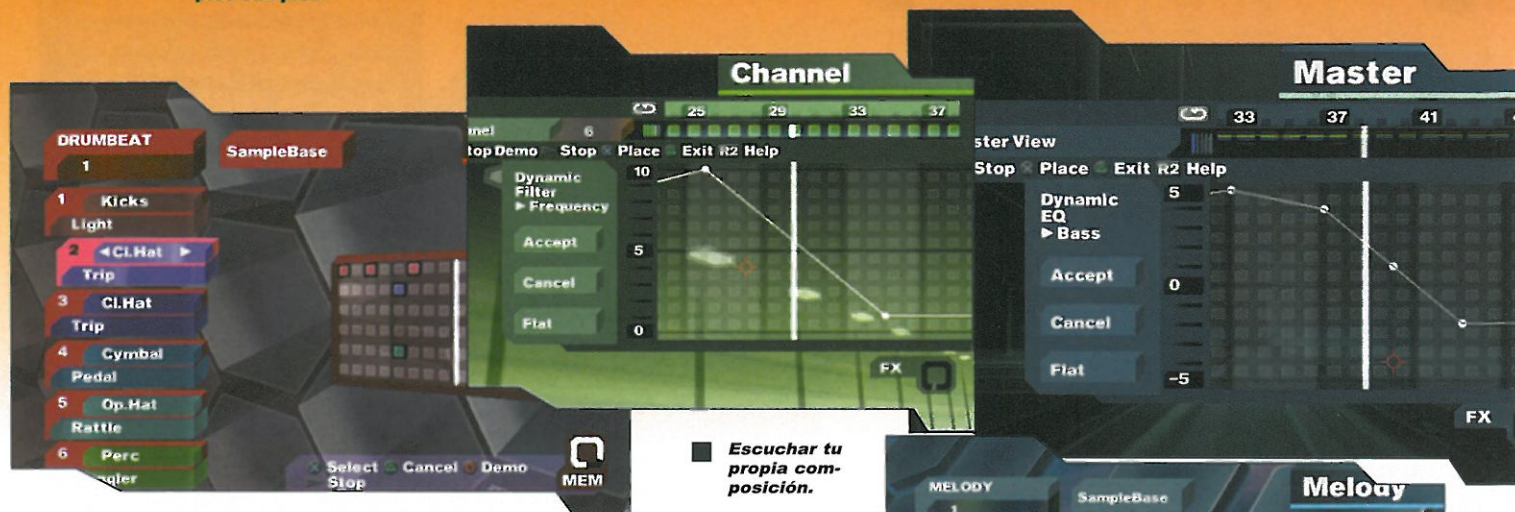 DRUMBEAT
1
SampleBase
1 Kicks
Light
2 Cl.Hat
Trip
3 Cl.Hat
Trip
4 Cymbal
Pedal
5 Op.Hat
Rattle
6 Perc
Select Cancel Demo
Stop
MEM
Channel
25 29 33 37
6
Stop Place Exit R2 Help
Dynamic
Filter
Frequency
Accept
Cancel
Flat
10
5
0
FX
Master
33 37 41
View
Stop Place Exit R2 Help
Dynamic
EQ
Bass
Accept
Cancel
Flat
5
0
-5
FX
Escuchar tu
propia com-
posición.
MELODY
1
SampleBase
Melody